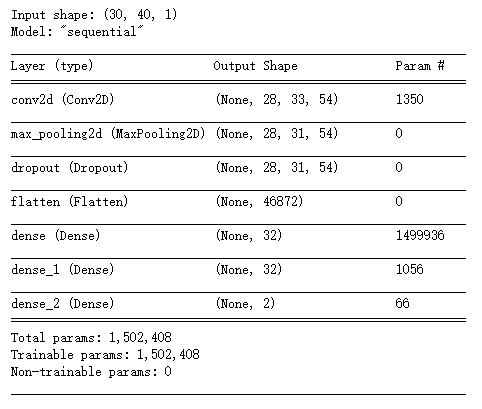 Input shape: (30, 40, 1)
Model: "sequential"
Layer (type) Output Shape Param #
conv2d (Conv2D) (None, 28, 33, 54) 1350
max_pooling2d (MaxPooling2D) (None, 28, 31, 54) 0
dropout (Dropout) (None, 28, 31, 54) 0
flatten (Flatten) (None, 46872) 0
dense (Dense) (None, 32) 1499936
dense_1 (Dense) (None, 32) 1056
dense_2 (Dense) (None, 2) 66
Total params: 1,502,408
Trainable params: 1,502,408
Non-trainable params: 0